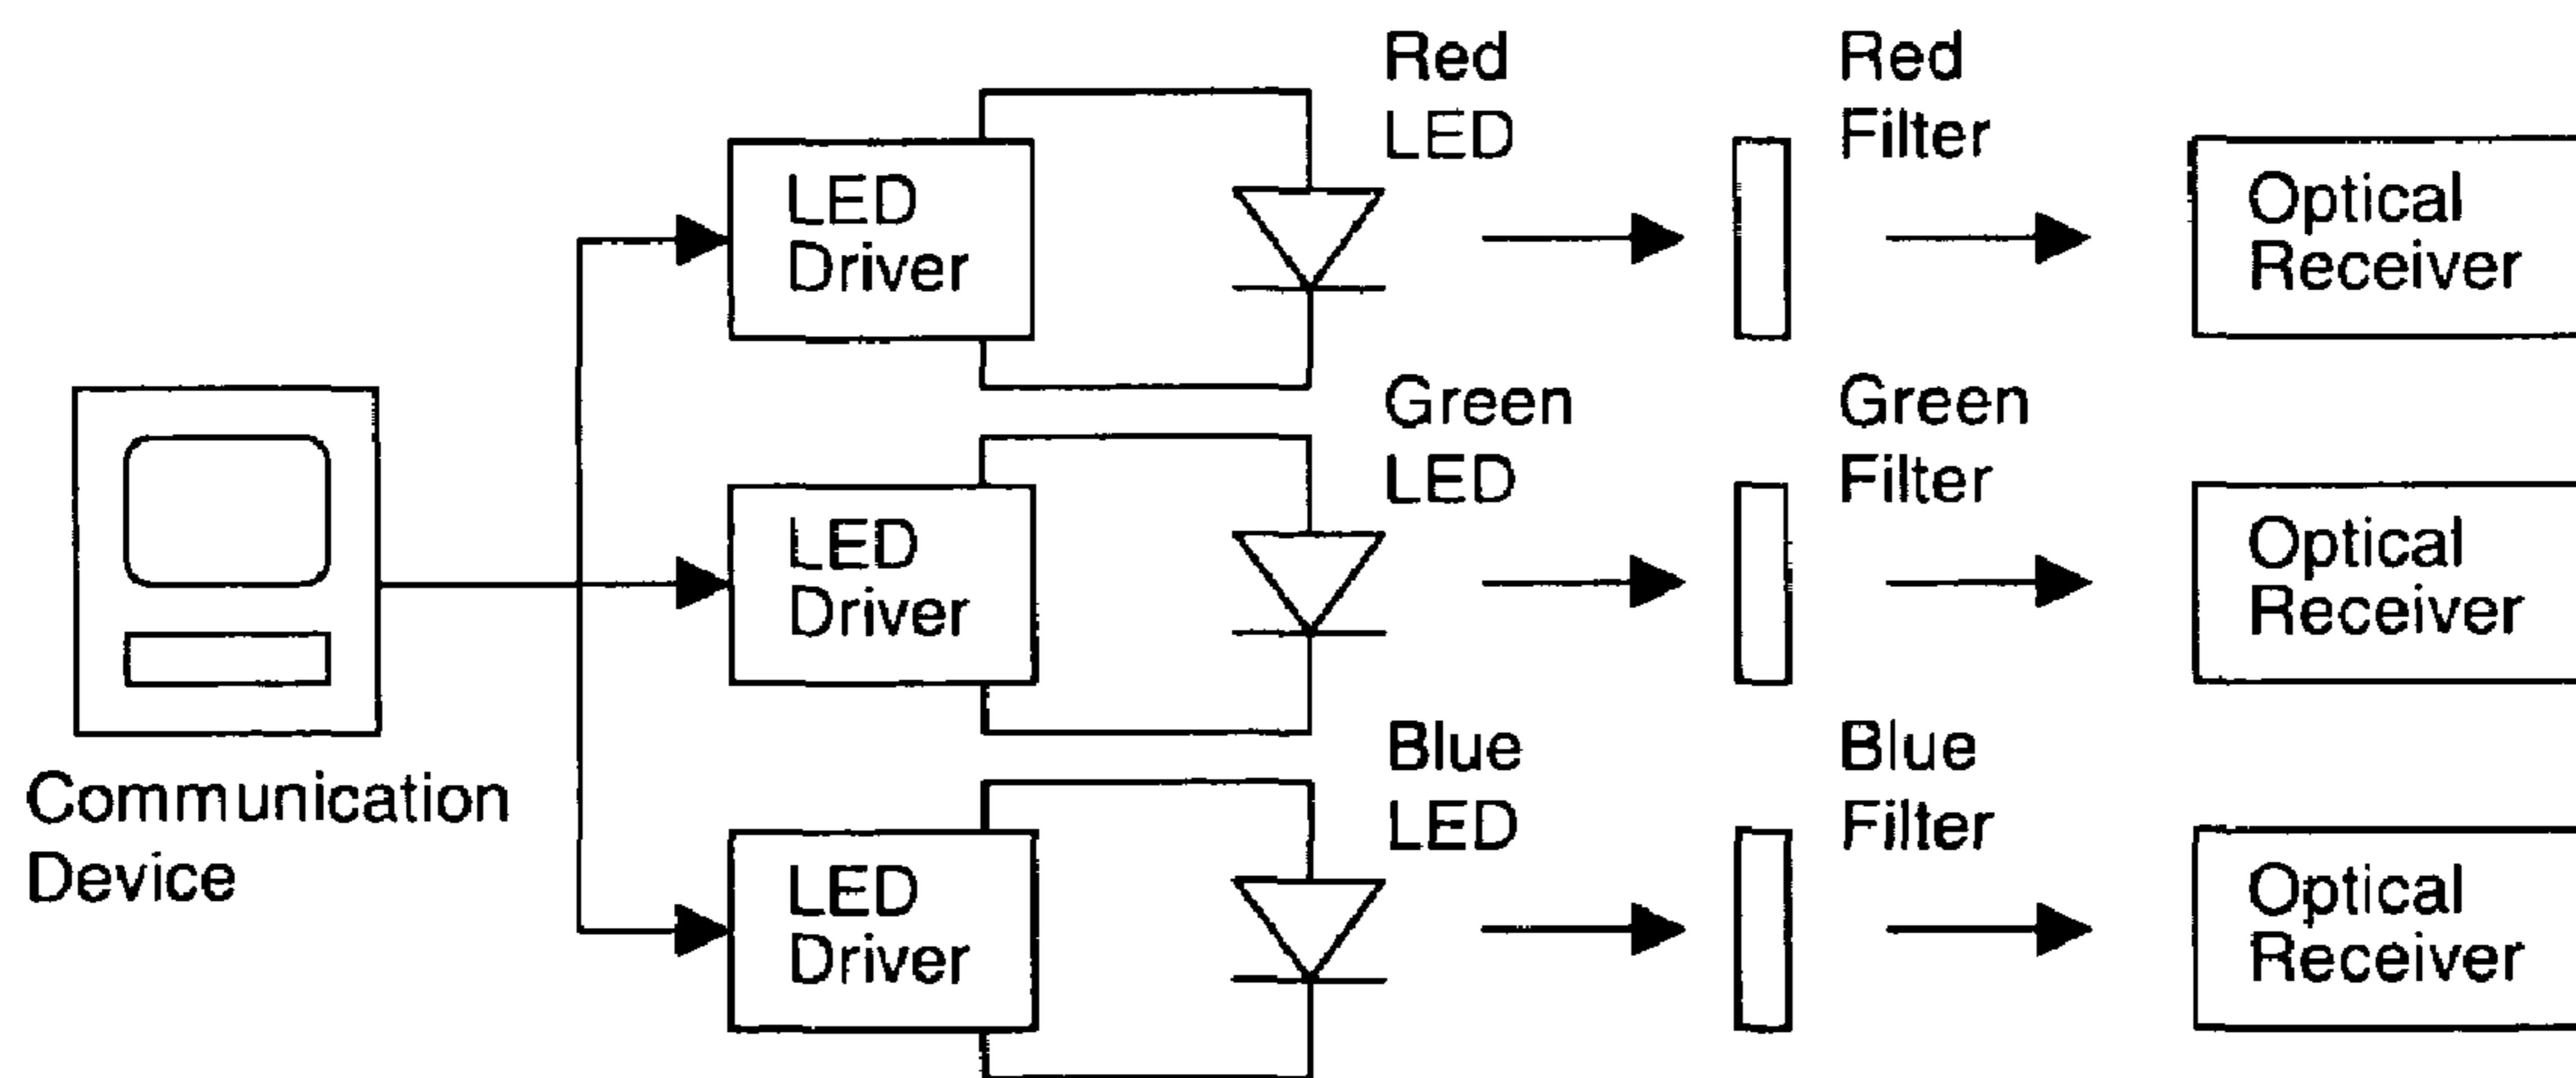 Red
LED
Red
Filter
LED
Driver
Optical
Receiver
Green
LED
Green
Filter
LED
Driver
Optical
Receiver
Communication
Device
Blue
LED
Blue
Filter
LED
Driver
Optical
Receiver